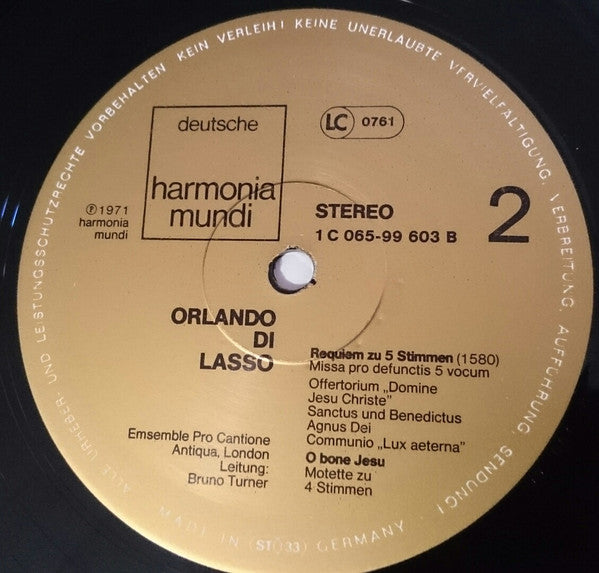 ALLE URHEBER- UND LEISTUNGSSCHUTZRECHTE VORBEHALTEN KEIN VERLEIH! KEINE UNERLAUBTE VERVIELFÄLTIGUNG, VERBREITUNG, AUFFÜHRUNG, SENDUNG!
deutsche
harmonia
mundi
LC 0761
℗ 1971
harmonia
mundi
STEREO
1 C 065-99 603 B
2
ORLANDO
DI
LASSO
Requiem zu 5 Stimmen (1580)
Missa pro defunctis 5 vocum
Offertorium „Domine
Jesu Christe"
Sanctus und Benedictus
Agnus Dei
Communio „Lux aeterna"
O bone Jesu
Motette zu
4 Stimmen
Emsemble Pro Cantione
Antiqua, London
Leitung:
Bruno Turner
MADE IN (STÜ33) GERMANY